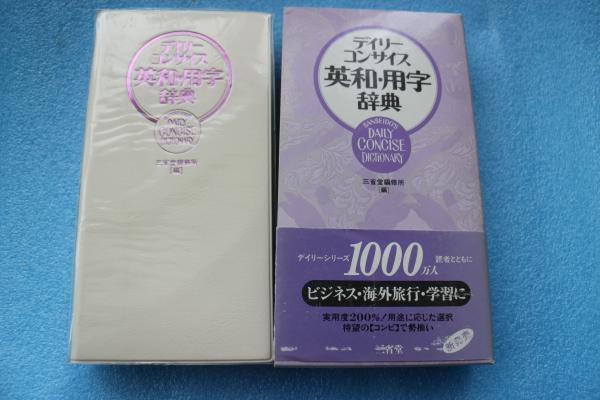 デイリー
コンサイス
英和・用字
辞典
DAILY
CONCISE
DICTIONARY
三省堂編修所
[編]
デイリー
コンサイス
英和・用字
辞典
SANSEIDO'S
DAILY
CONCISE
DICTIONARY
三省堂編修所
[編]
デイリーシリーズ1000万人読者とともに
ビジネス・海外旅行・学習に
実用度200%!用途に応じた選択
待望の【コンビ】で勢揃い
三省堂